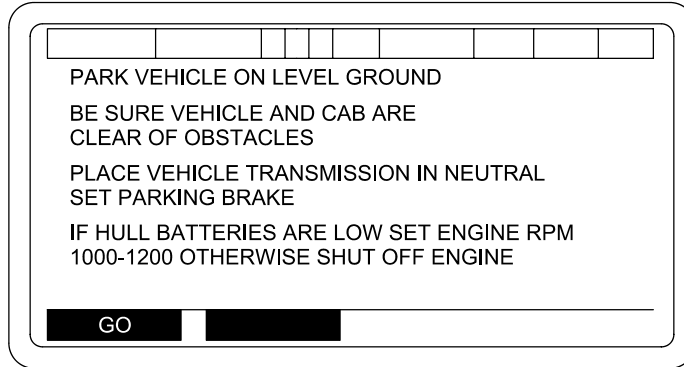 PARK VEHICLE ON LEVEL GROUND
BE SURE VEHICLE AND CAB ARE
CLEAR OF OBSTACLES
PLACE VEHICLE TRANSMISSION IN NEUTRAL
SET PARKING BRAKE
IF HULL BATTERIES ARE LOW SET ENGINE RPM
1000-1200 OTHERWISE SHUT OFF ENGINE
GO